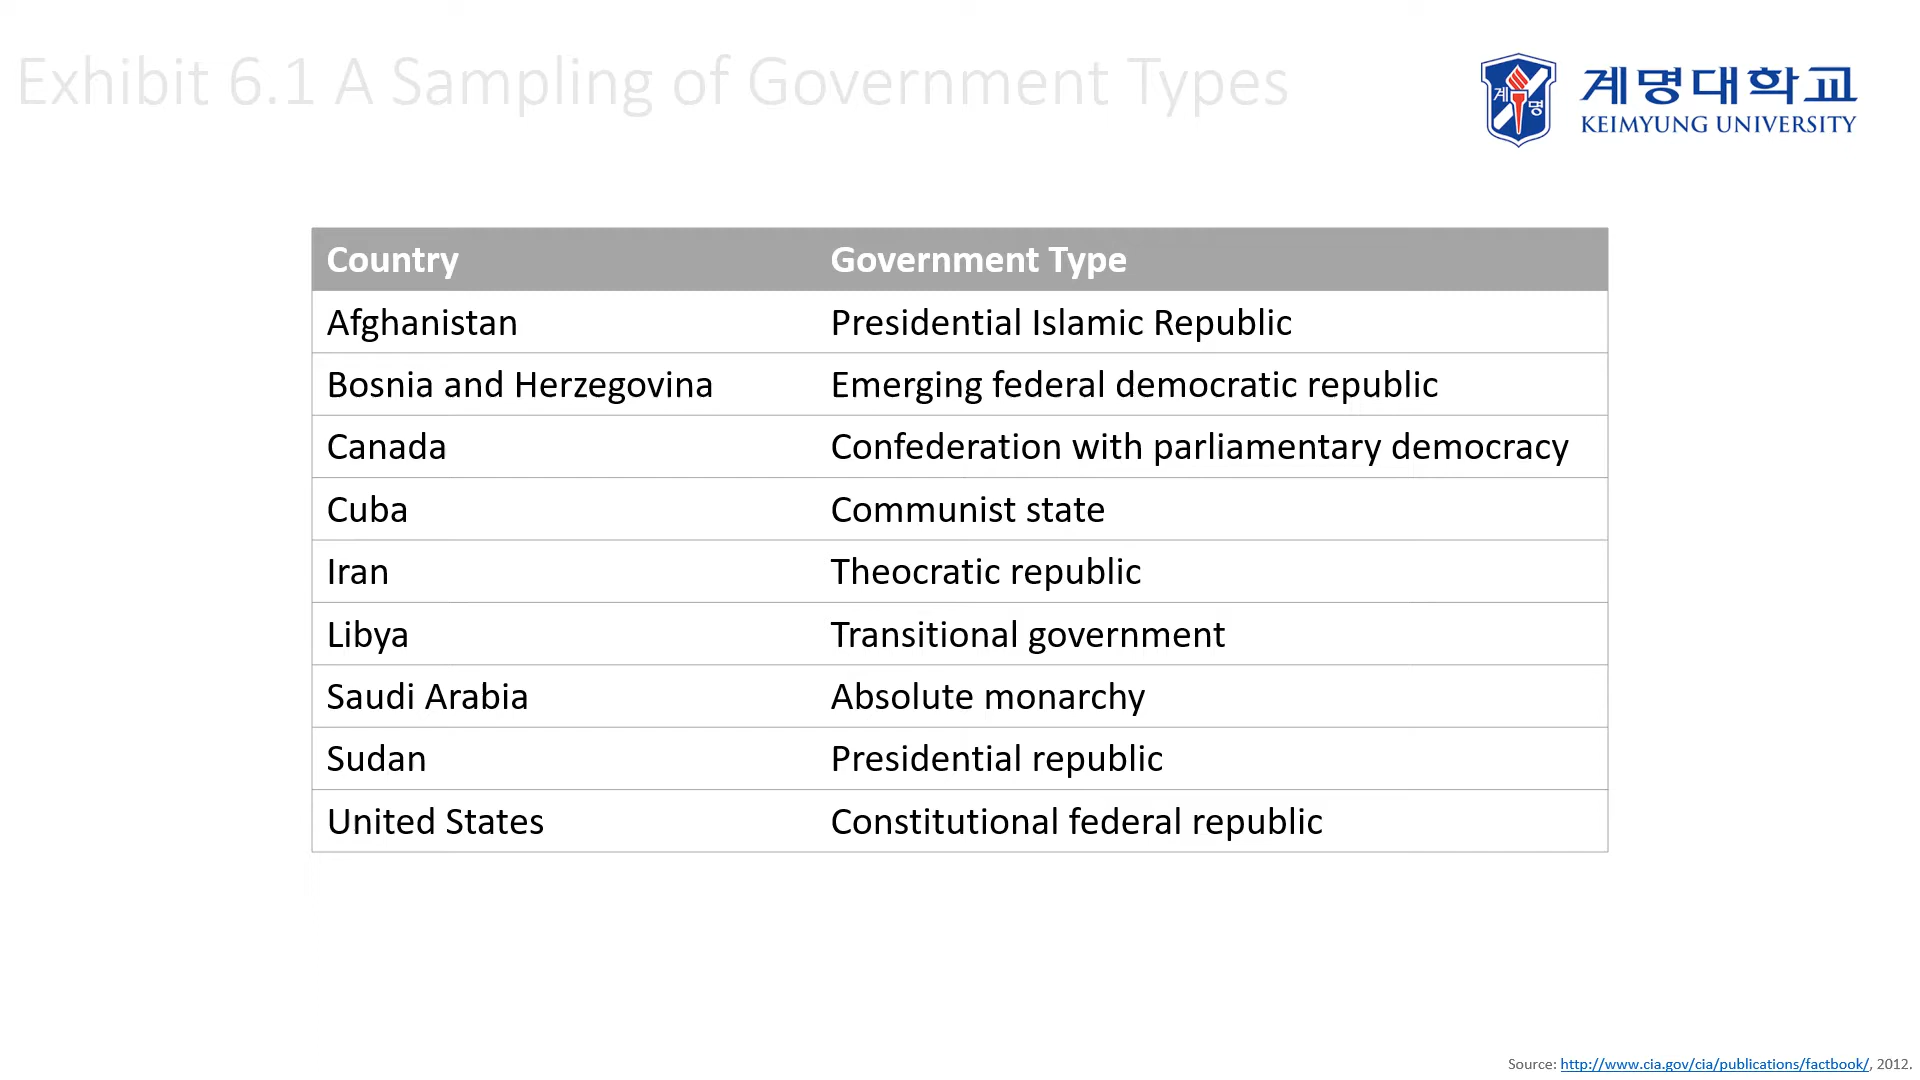 Exhibit 6.1 A Sampling of Government Types
계명
계명대학교
KEIMYUNG UNIVERSITY
Country Government Type
Afghanistan Presidential Islamic Republic
Bosnia and Herzegovina Emerging federal democratic republic
Canada Confederation with parliamentary democracy
Cuba Communist state
Iran Theocratic republic
Libya Transitional government
Saudi Arabia Absolute monarchy
Sudan Presidential republic
United States Constitutional federal republic
Source: http://www.cia.gov/cia/publications/factbook/, 2012.